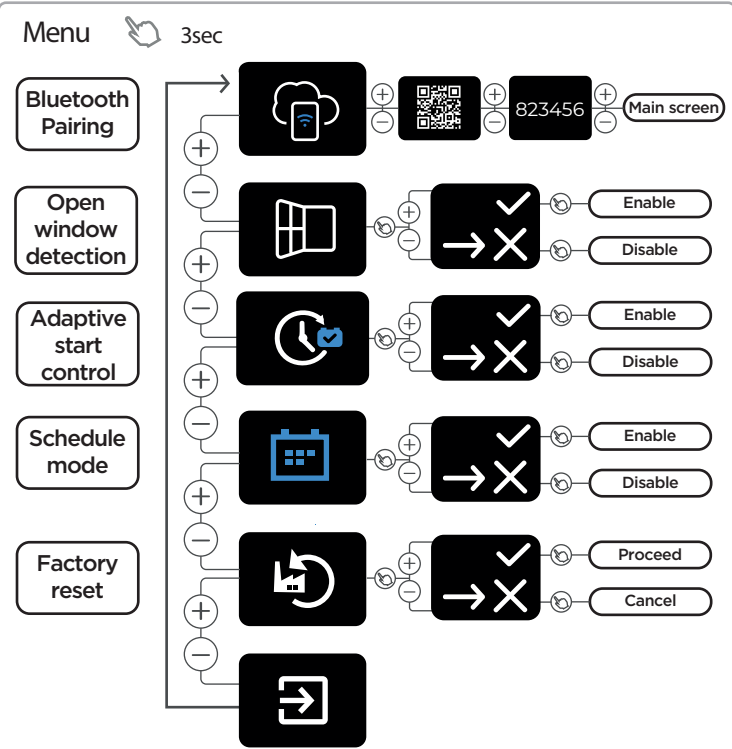 Menu 3sec
Bluetooth
Pairing
823456
Main screen
Open
window
detection
Enable
Disable
Adaptive
start
control
Enable
Disable
Schedule
mode
Enable
Disable
Factory
reset
Proceed
Cancel